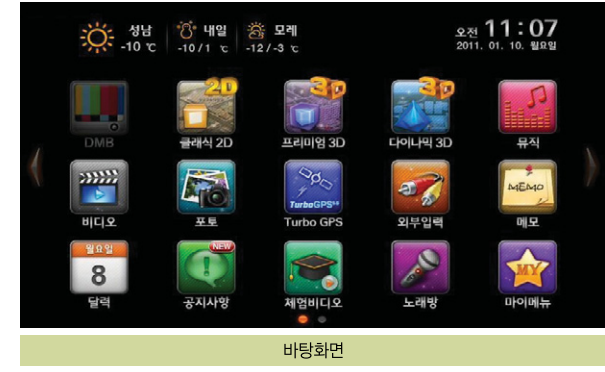 성남
-10 ℃
내일
-10/1 ℃
모레
-12/-3 ℃
오전 11:07
2011. 01. 10. 월요일
2D
3D
3D
DMB
클래식 2D
프리미엄 3D
다이나믹 3D
뮤직
TurboGPS
MEMO
비디오
포토
Turbo GPS
외부입력
메모
월요일
8
NEW
MY
달력
공지사항
체험비디오
노래방
마이메뉴
바탕화면